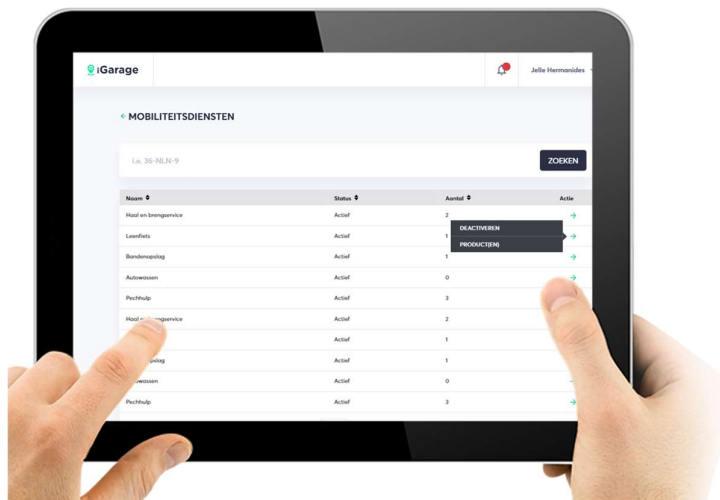 iGarage
Jelle Hermanides
MOBILITEITSDIENSTEN
i.e. 36-NLN-9 ZOEKEN
Naam Status Aantal Actie
Haal en brengservice Actief 2
DEACTIVEREN
Leenfiets Actief 1
PRODUCT(EN)
Bandenopslag Actief 1
Autowassen Actief 0
Pechhulp Actief 3
Haal Actief 2
Actief 1
Actief 1
Actief 0
Pechhulp Actief 3